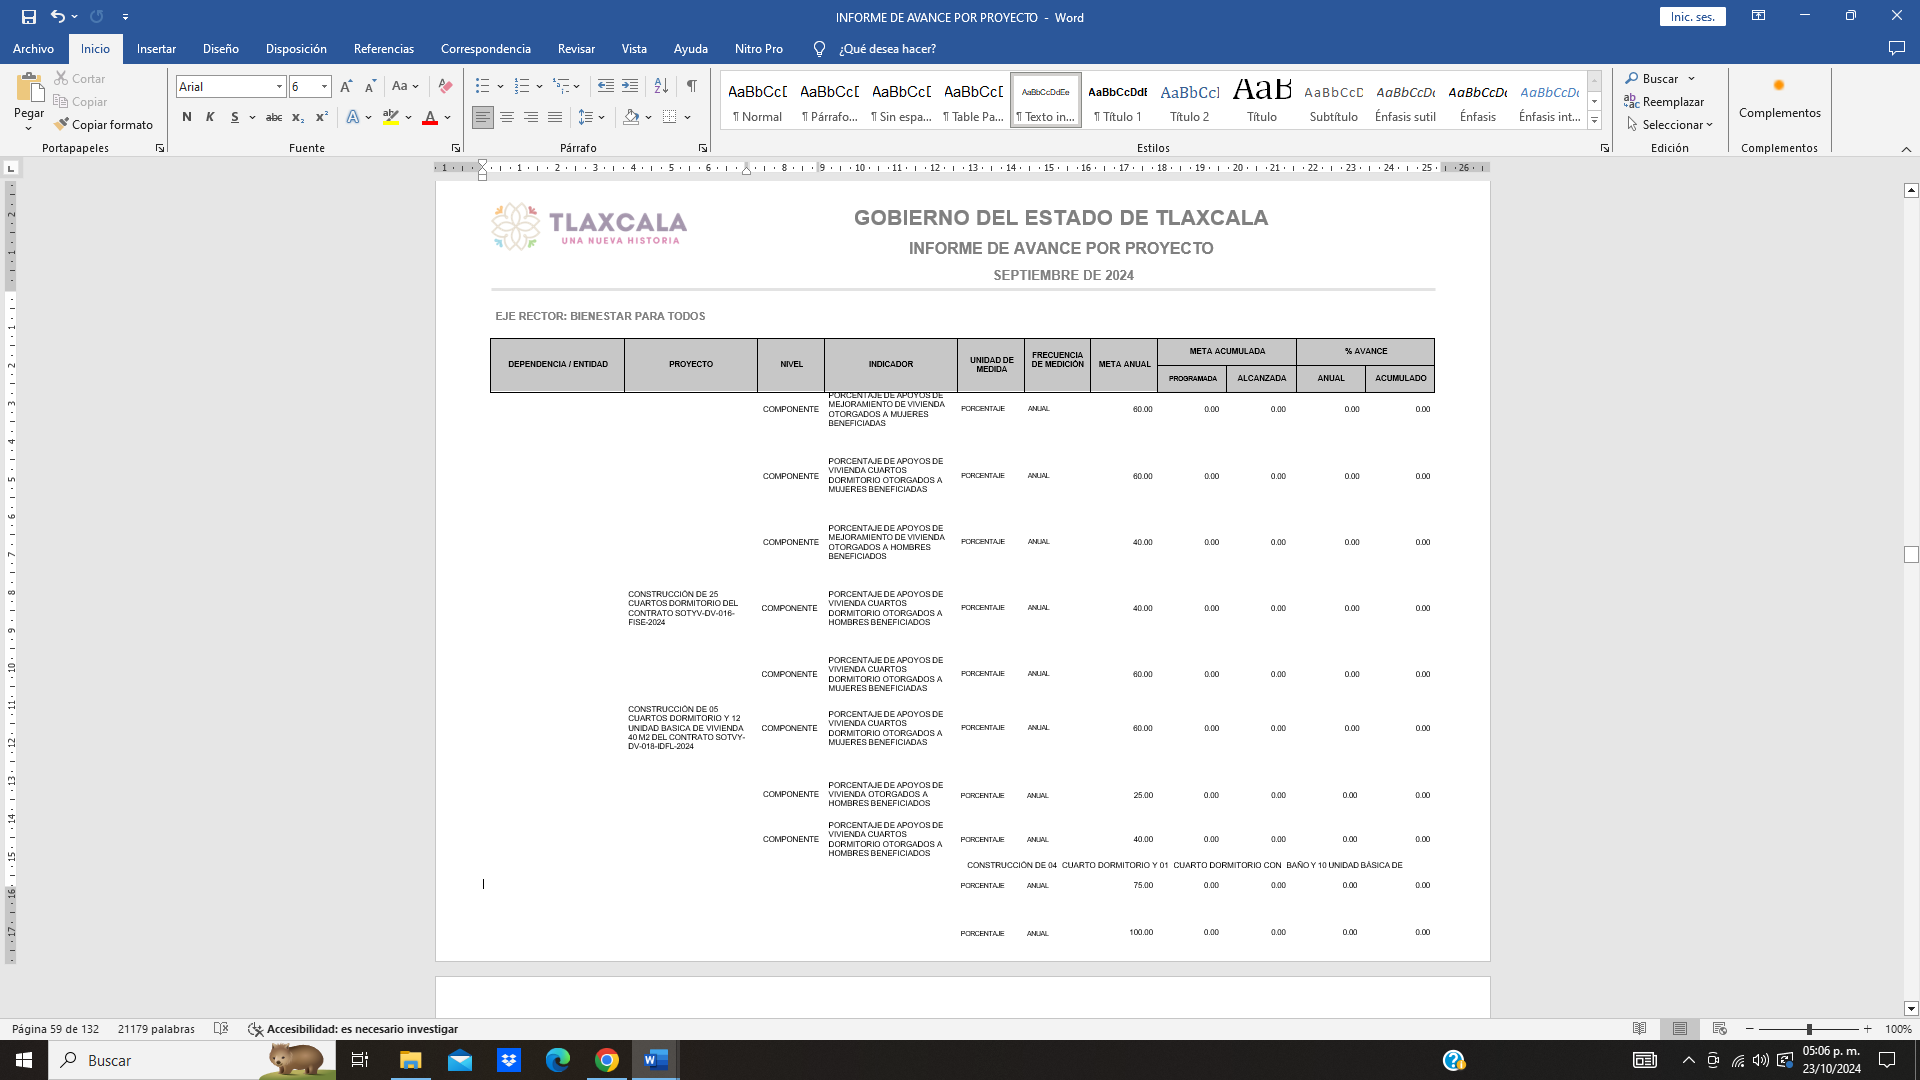 INFORME DE AVANCE POR PROYECTO - Word
Inic. ses.
Archivo Inicio Insertar Diseño Disposición Referencias Correspondencia Revisar Vista Ayuda Nitro Pro ¿Qué desea hacer?
Pegar
Cortar
Copiar
Copiar formato
Portapapeles
Arial 6
Fuente
Párrafo
AaBbCcDdEe
¶ Normal ¶ Párrafo... ¶ Sin espa... ¶ Table Pa... ¶ Texto in... ¶ Título 1 Título 2 Título Subtítulo Énfasis sutil Énfasis Énfasis int...
Estilos
Buscar
Reemplazar
Seleccionar
Edición
Complementos
Complementos
TLAXCALA
UNA NUEVA HISTORIA
GOBIERNO DEL ESTADO DE TLAXCALA
INFORME DE AVANCE POR PROYECTO
SEPTIEMBRE DE 2024
EJE RECTOR: BIENESTAR PARA TODOS
DEPENDENCIA / ENTIDAD
PROYECTO
NIVEL
INDICADOR
UNIDAD DE
MEDIDA
FRECUENCIA
DE MEDICIÓN
META ANUAL
META ACUMULADA
PROGRAMADA ALCANZADA
% AVANCE
ANUAL ACUMULADO
COMPONENTE
PORCENTAJE DE APOYOS DE
MEJORAMIENTO DE VIVIENDA
OTORGADOS A MUJERES
BENEFICIADAS
PORCENTAJE ANUAL 60.00 0.00 0.00 0.00 0.00
COMPONENTE
PORCENTAJE DE APOYOS DE
VIVIENDA CUARTOS
DORMITORIO OTORGADOS A
MUJERES BENEFICIADAS
PORCENTAJE ANUAL 60.00 0.00 0.00 0.00 0.00
COMPONENTE
PORCENTAJE DE APOYOS DE
MEJORAMIENTO DE VIVIENDA
OTORGADOS A HOMBRES
BENEFICIADOS
PORCENTAJE ANUAL 40.00 0.00 0.00 0.00 0.00
CONSTRUCCIÓN DE 25
CUARTOS DORMITORIO DEL
CONTRATO SOTYV-DV-016-
FISE-2024
COMPONENTE
PORCENTAJE DE APOYOS DE
VIVIENDA CUARTOS
DORMITORIO OTORGADOS A
HOMBRES BENEFICIADOS
PORCENTAJE ANUAL 40.00 0.00 0.00 0.00 0.00
COMPONENTE
PORCENTAJE DE APOYOS DE
VIVIENDA CUARTOS
DORMITORIO OTORGADOS A
MUJERES BENEFICIADAS
PORCENTAJE ANUAL 60.00 0.00 0.00 0.00 0.00
CONSTRUCCIÓN DE 05
CUARTOS DORMITORIO Y 12
UNIDAD BASICA DE VIVIENDA
40 M2 DEL CONTRATO SOTVY-
DV-018-IDFL-2024
COMPONENTE
PORCENTAJE DE APOYOS DE
VIVIENDA CUARTOS
DORMITORIO OTORGADOS A
MUJERES BENEFICIADAS
PORCENTAJE ANUAL 60.00 0.00 0.00 0.00 0.00
COMPONENTE
PORCENTAJE DE APOYOS DE
VIVIENDA OTORGADOS A
HOMBRES BENEFICIADOS
PORCENTAJE ANUAL 25.00 0.00 0.00 0.00 0.00
COMPONENTE
PORCENTAJE DE APOYOS DE
VIVIENDA CUARTOS
DORMITORIO OTORGADOS A
HOMBRES BENEFICIADOS
PORCENTAJE ANUAL 40.00 0.00 0.00 0.00 0.00
CONSTRUCCIÓN DE 04 CUARTO DORMITORIO Y 01 CUARTO DORMITORIO CON BAÑO Y 10 UNIDAD BÁSICA DE
PORCENTAJE ANUAL 75.00 0.00 0.00 0.00 0.00
PORCENTAJE ANUAL 100.00 0.00 0.00 0.00 0.00
Página 59 de 132 21179 palabras Accesibilidad: es necesario investigar 100%
Buscar
05:06 p. m.
23/10/2024